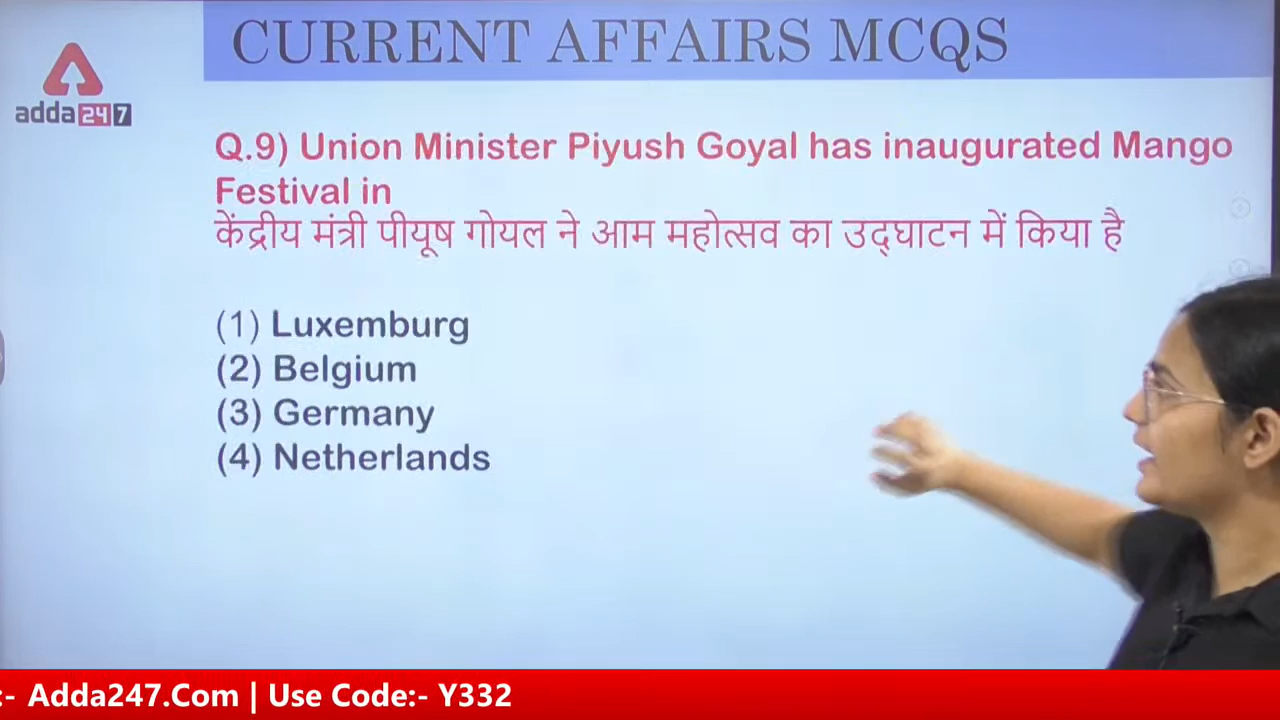 CURRENT AFFAIRS MCQS
adda247
Q.9) Union Minister Piyush Goyal has inaugurated Mango
Festival in
केंद्रीय मंत्री पीयूष गोयल ने आम महोत्सव का उद्घाटन में किया है
(1) Luxemburg
(2) Belgium
(3) Germany
(4) Netherlands
:- Adda247.Com | Use Code:- Y332